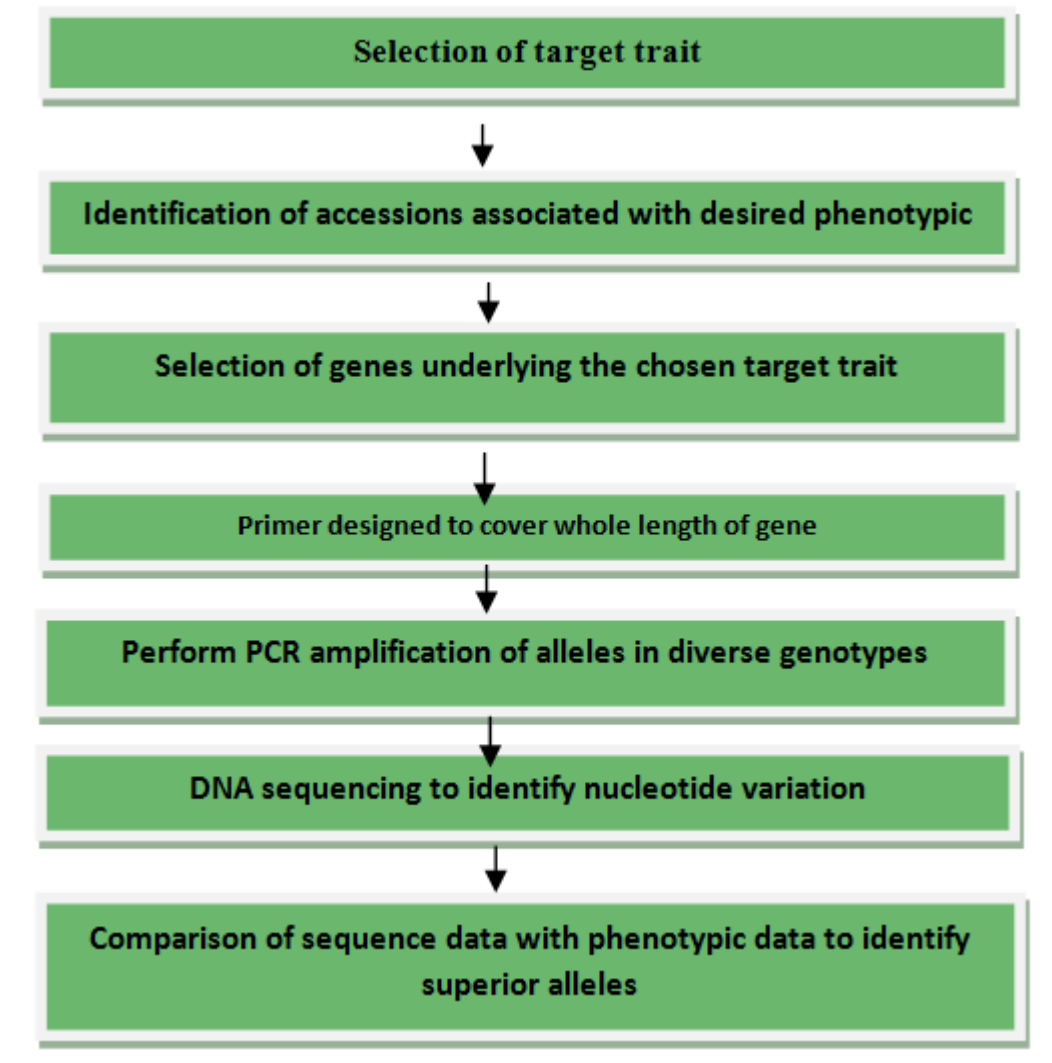 Selection of target trait
Identification of accessions associated with desired phenotypic
Selection of genes underlying the chosen target trait
Primer designed to cover whole length of gene
Perform PCR amplification of alleles in diverse genotypes
DNA sequencing to identify nucleotide variation
Comparison of sequence data with phenotypic data to identify
superior alleles